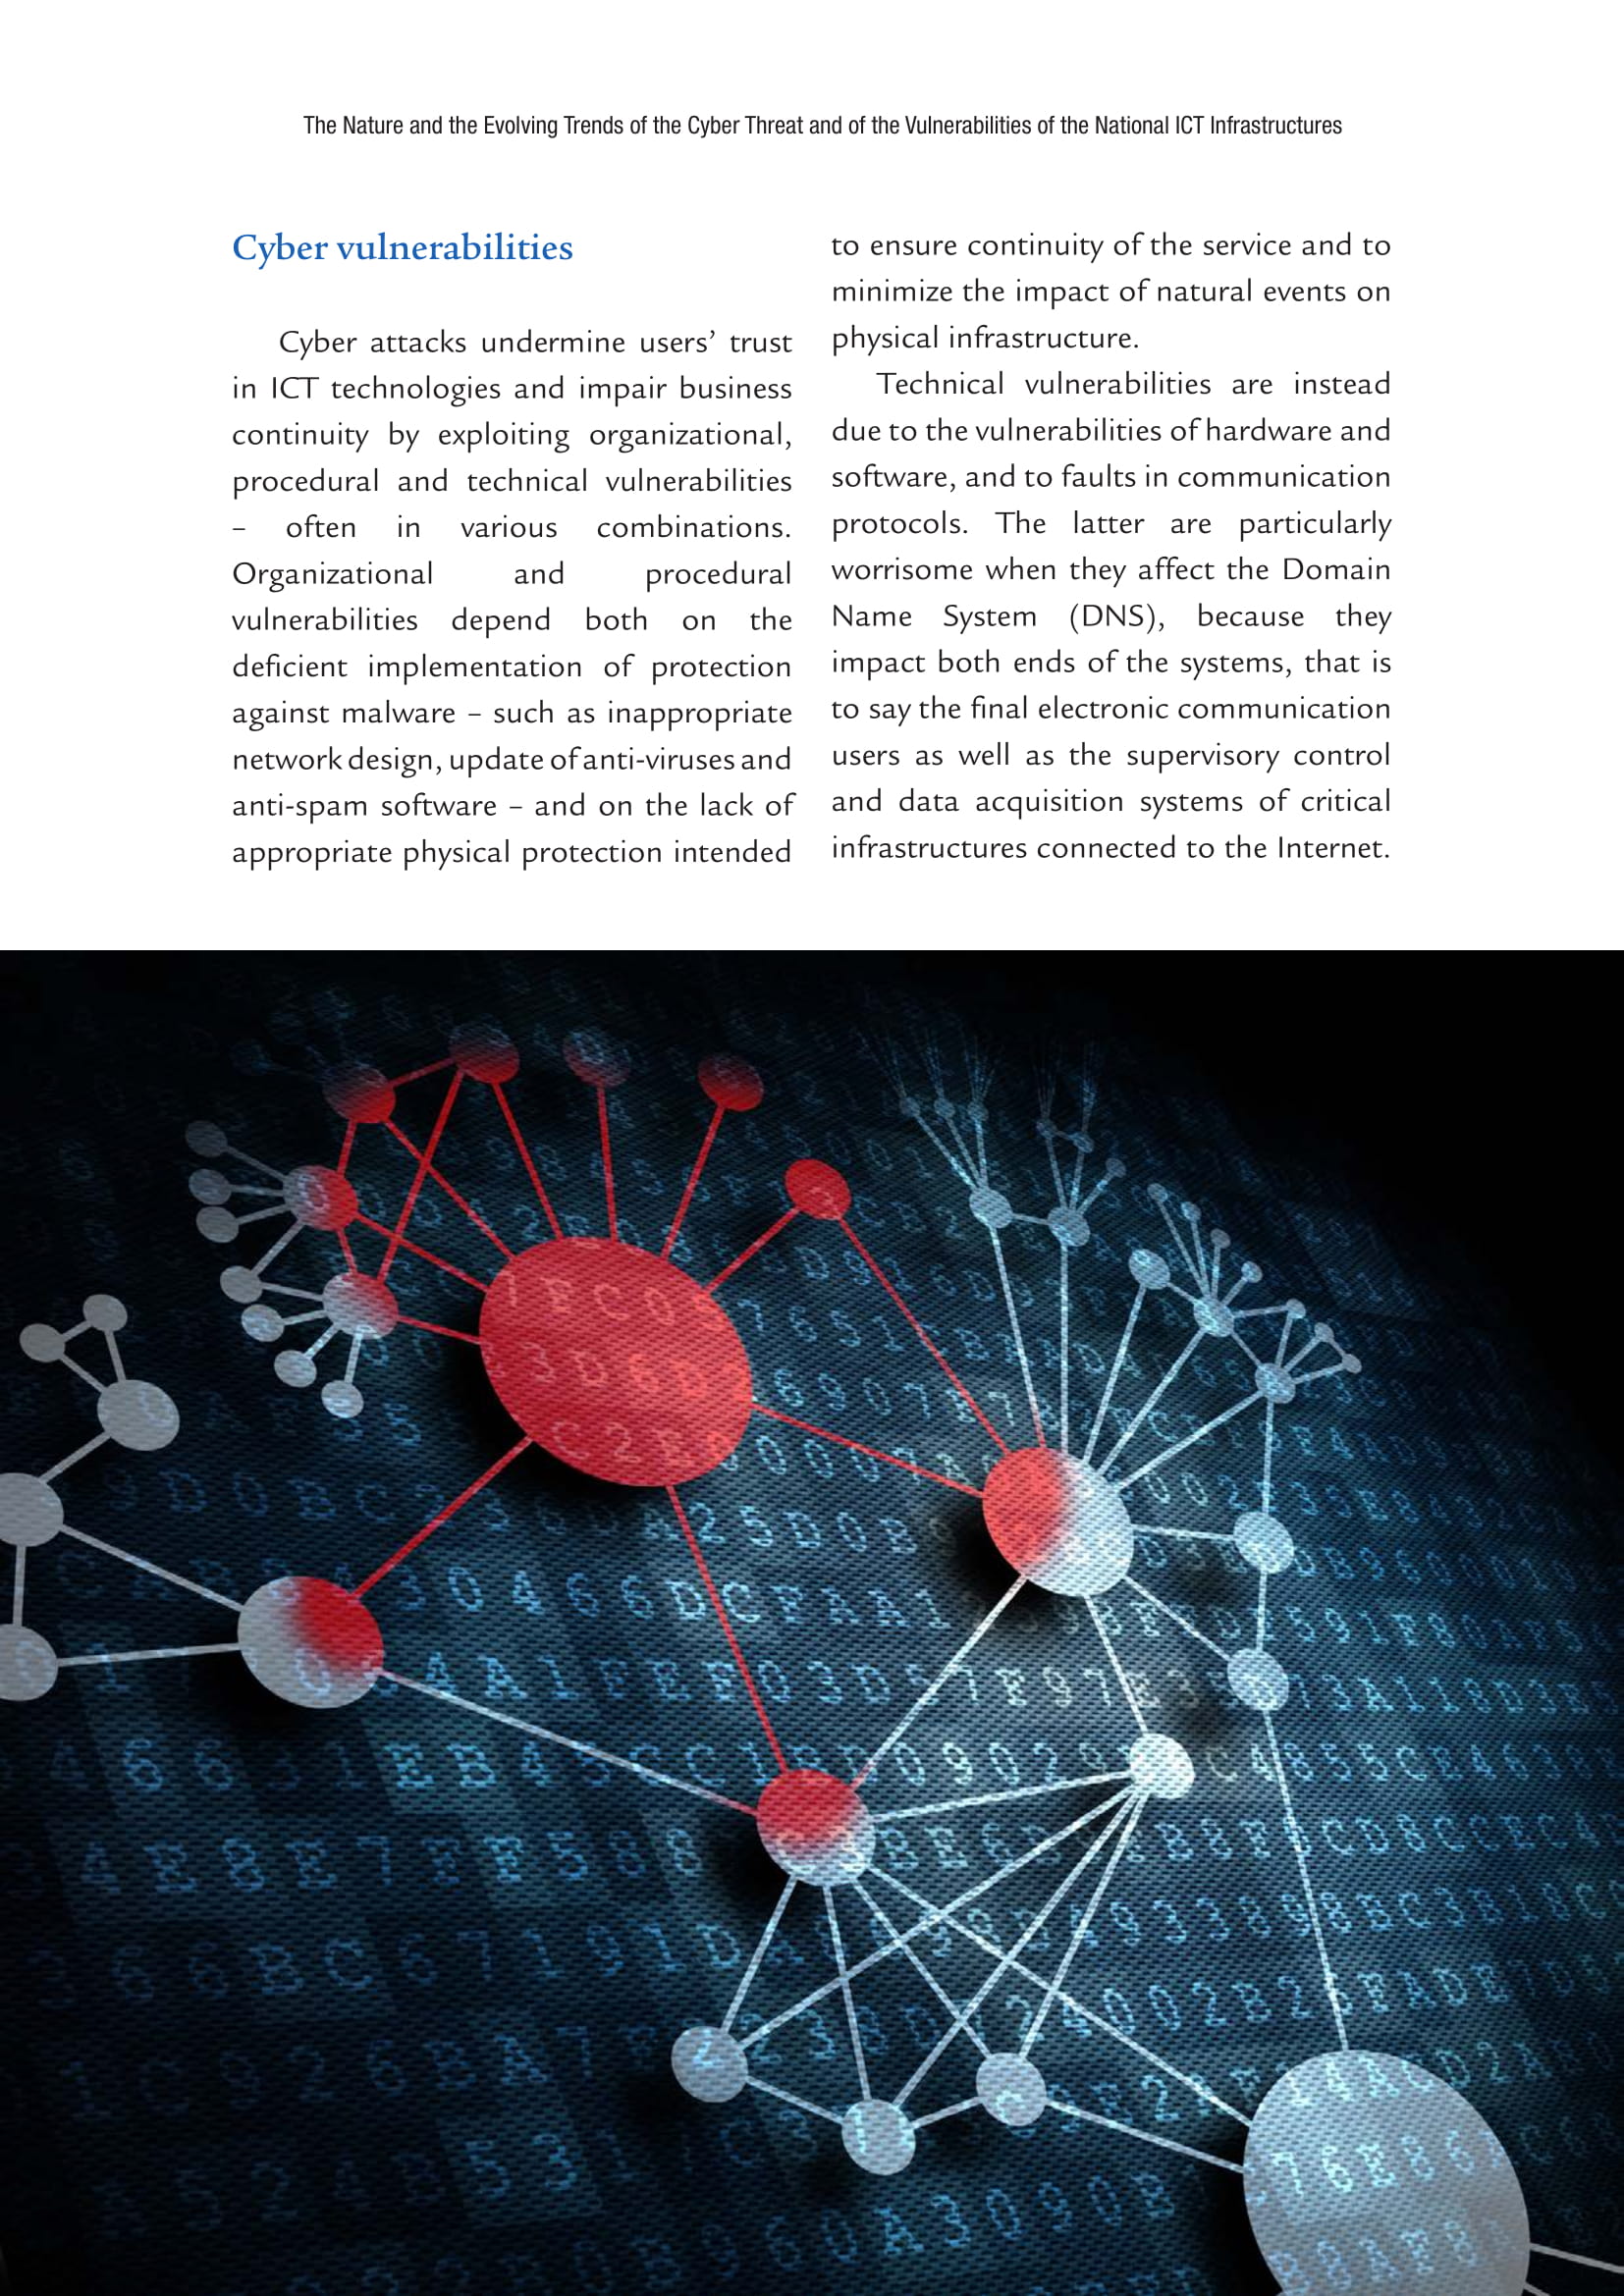 The Nature and the Evolving Trends of the Cyber Threat and of the Vulnerabilities of the National ICT Infrastructures
Cyber vulnerabilities
Cyber attacks undermine users’ trust
in ICT technologies and impair business
continuity by exploiting organizational,
procedural and technical vulnerabilities
– often in various combinations.
Organizational and procedural
vulnerabilities depend both on the
deficient implementation of protection
against malware – such as inappropriate
network design, update of anti-viruses and
anti-spam software – and on the lack of
appropriate physical protection intended
to ensure continuity of the service and to
minimize the impact of natural events on
physical infrastructure.
Technical vulnerabilities are instead
due to the vulnerabilities of hardware and
software, and to faults in communication
protocols. The latter are particularly
worrisome when they affect the Domain
Name System (DNS), because they
impact both ends of the systems, that is
to say the final electronic communication
users as well as the supervisory control
and data acquisition systems of critical
infrastructures connected to the Internet.